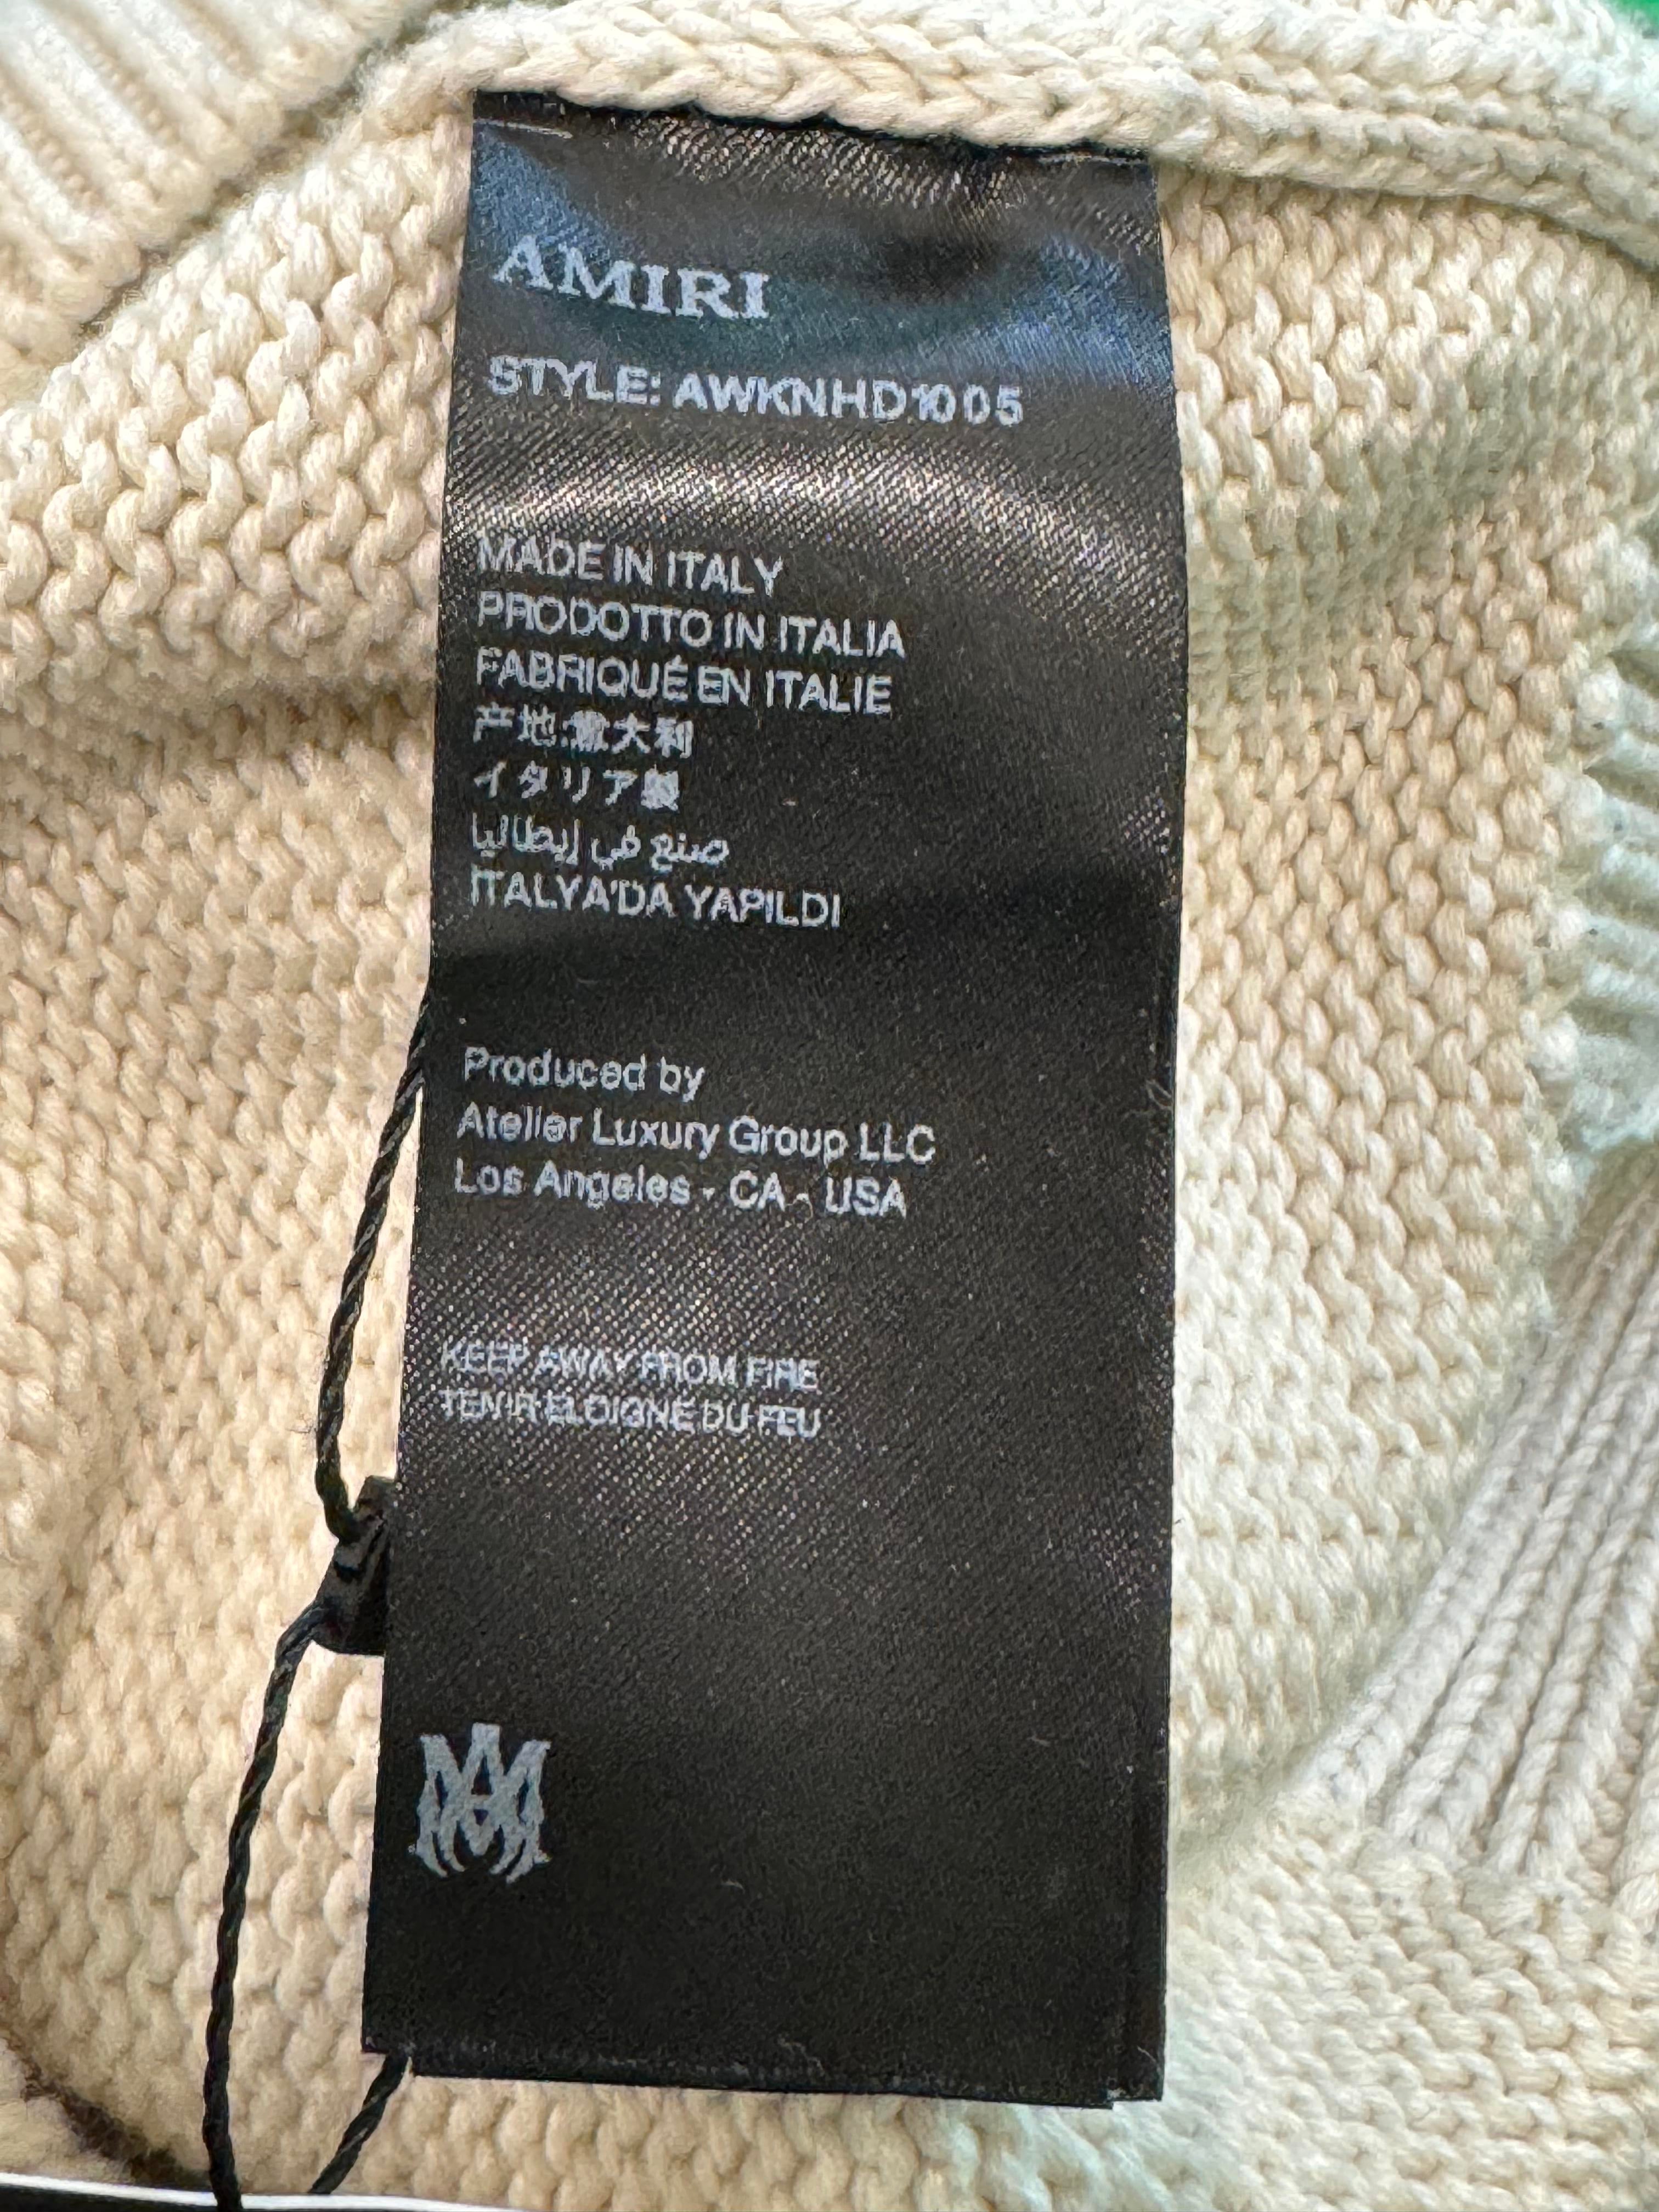 AMIRI
STYLE: AWKNHD1005
MADE IN ITALY
PRODOTTO IN ITALIA
FABRIQUÉ EN ITALIE
产地:意大利
イタリア製
صنع في إيطاليا
ITALYA'DA YAPILDI
Produced by
Atelier Luxury Group LLC
Los Angeles - CA - USA
KEEP AWAY FROM FIRE
TENIR ELOIGNE DU FEU
MA